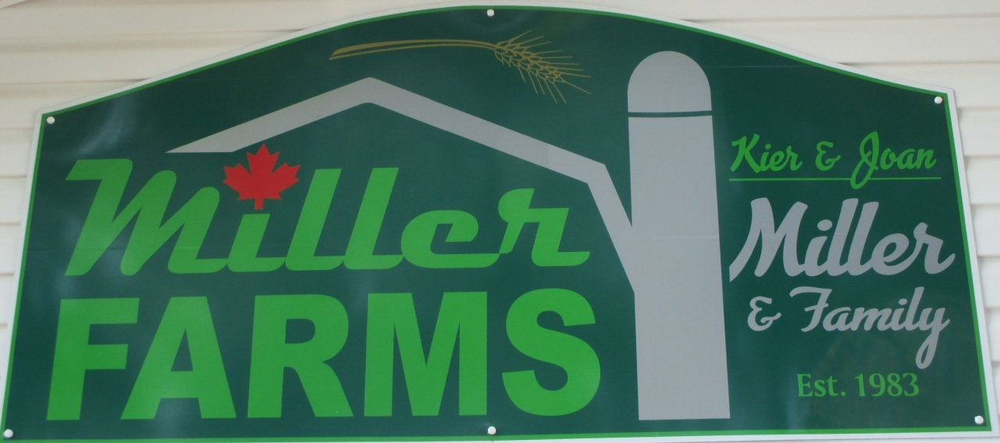 Miller
FARMS
Kier & Joan
Miller
& Family
Est. 1983